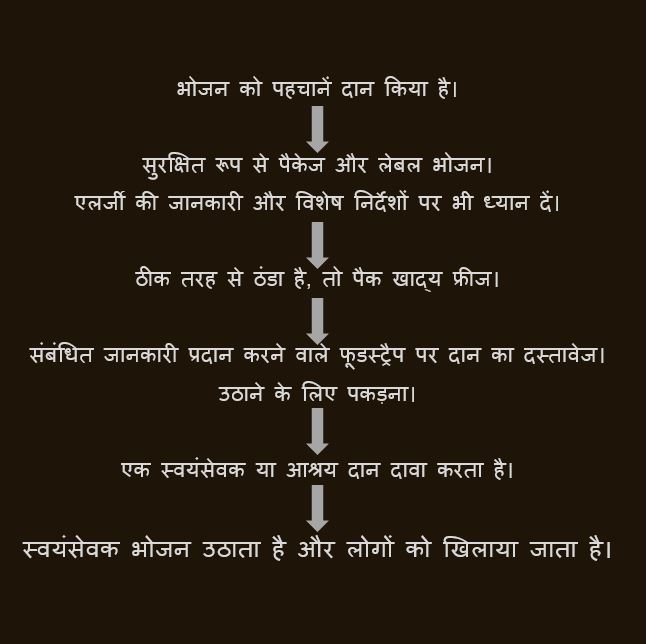 भोजन को पहचानें दान किया है।
सुरक्षित रूप से पैकेज और लेबल भोजन।
एलर्जी की जानकारी और विशेष निर्देशों पर भी ध्यान दें।
ठीक तरह से ठंडा है, तो पैक खाद्य फ्रीज।
संबंधित जानकारी प्रदान करने वाले फूडस्ट्रैप पर दान का दस्तावेज।
उठाने के लिए पकड़ना।
एक स्वयंसेवक या आश्रय दान दावा करता है।
स्वयंसेवक भोजन उठाता है और लोगों को खिलाया जाता है।